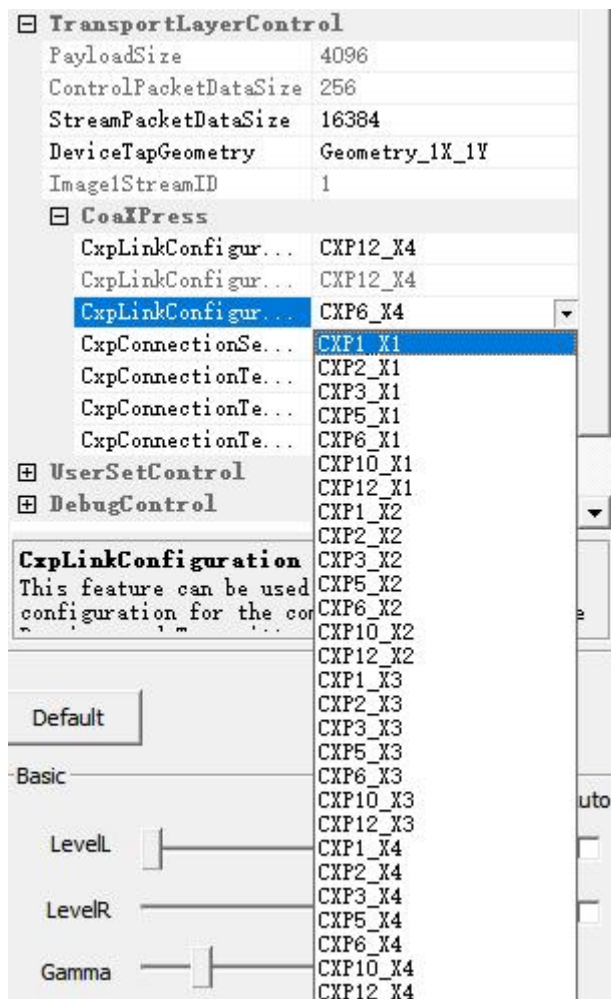 TransportLayerControl
PayloadSize 4096
ControlPacketDataSize 256
StreamPacketDataSize 16384
DeviceTapGeometry Geometry_1X_1Y
Image1StreamID 1
CoaXPress
CxpLinkConfigur... CXP12_X4
CxpLinkConfigur... CXP12_X4
CxpLinkConfigur... CXP6_X4
CxpConnectionSe... CXP1_X1
CXP2_X1
CxpConnectionTe... CXP3_X1
CxpConnectionTe... CXP5_X1
CxpConnectionTe... CXP6_X1
UserSetControl CXP10_X1
CXP12_X1
DebugControl CXP1_X2
CXP2_X2
CxpLinkConfiguration CXP3_X2
This feature can be used CXP5_X2
configuration for the CXP6_X2
CXP10_X2
CXP12_X2
CXP1_X3
CXP2_X3
Default CXP3_X3
CXP5_X3
Basic CXP6_X3
CXP10_X3 uto
CXP12_X3
LevelL CXP1_X4
CXP2_X4
CXP3_X4
LevelR CXP5_X4
CXP6_X4
Gamma CXP10_X4
CXP12_X4